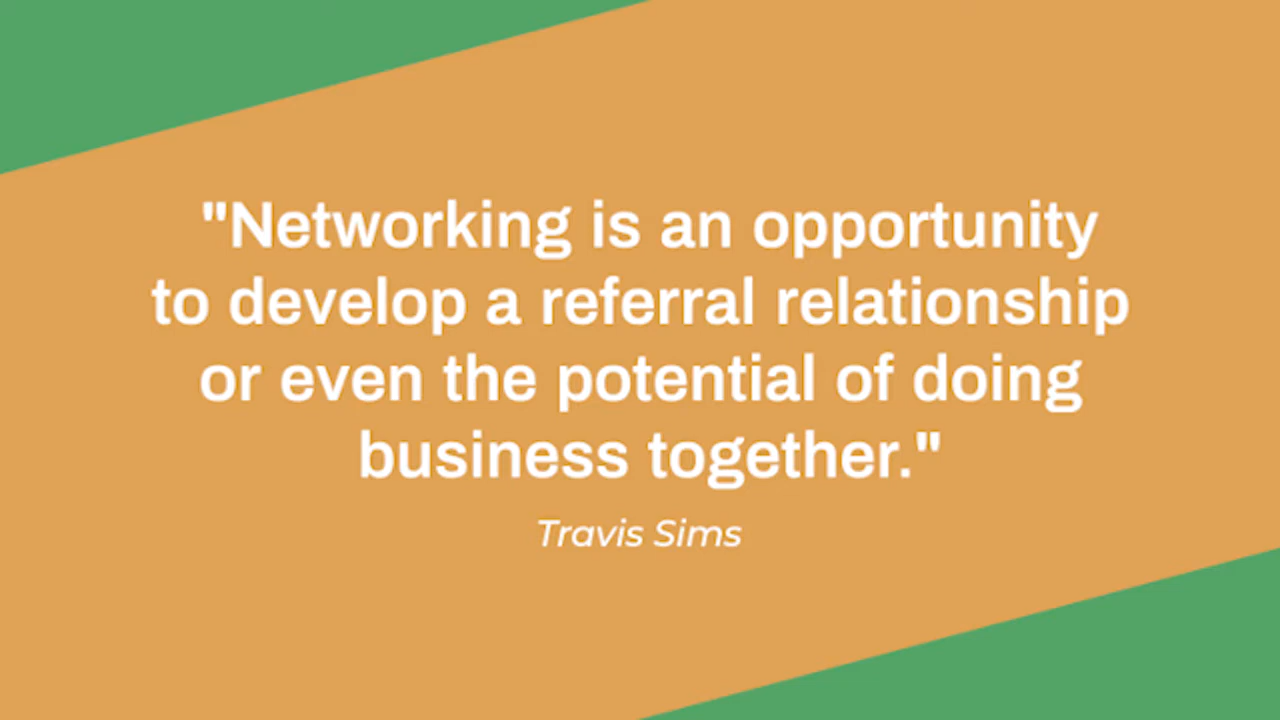 "Networking is an opportunity
to develop a referral relationship
or even the potential of doing
business together."
Travis Sims